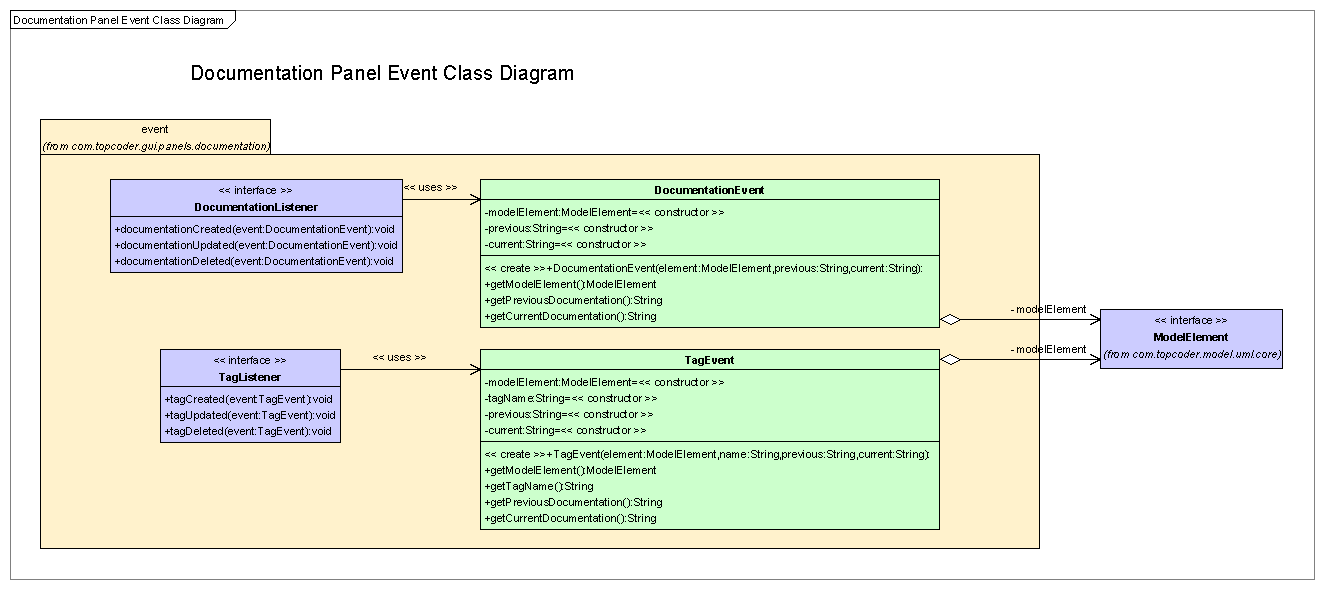 Documentation Panel Event Class Diagram
Documentation Panel Event Class Diagram
event
(from com.topcoder.gui.panels.documentation)
<< interface >>
DocumentationListener
+documentationCreated(event:DocumentationEvent):void
+documentationUpdated(event:DocumentationEvent):void
+documentationDeleted(event:DocumentationEvent):void
<< uses >>
DocumentationEvent
-modelElement:ModelElement=<< constructor >>
-previous:String=<< constructor >>
-current:String=<< constructor >>
<< create >>+DocumentationEvent(element:ModelElement,previous:String,current:String):
+getModelElement():ModelElement
+getPreviousDocumentation():String
+getCurrentDocumentation():String
- modelElement
<< interface >>
ModelElement
(from com.topcoder.model.uml.core)
- modelElement
<< interface >>
TagListener
+tagCreated(event:TagEvent):void
+tagUpdated(event:TagEvent):void
+tagDeleted(event:TagEvent):void
<< uses >>
TagEvent
-modelElement:ModelElement=<< constructor >>
-tagName:String=<< constructor >>
-previous:String=<< constructor >>
-current:String=<< constructor >>
<< create >>+TagEvent(element:ModelElement,name:String,previous:String,current:String):
+getModelElement():ModelElement
+getTagName():String
+getPreviousDocumentation():String
+getCurrentDocumentation():String